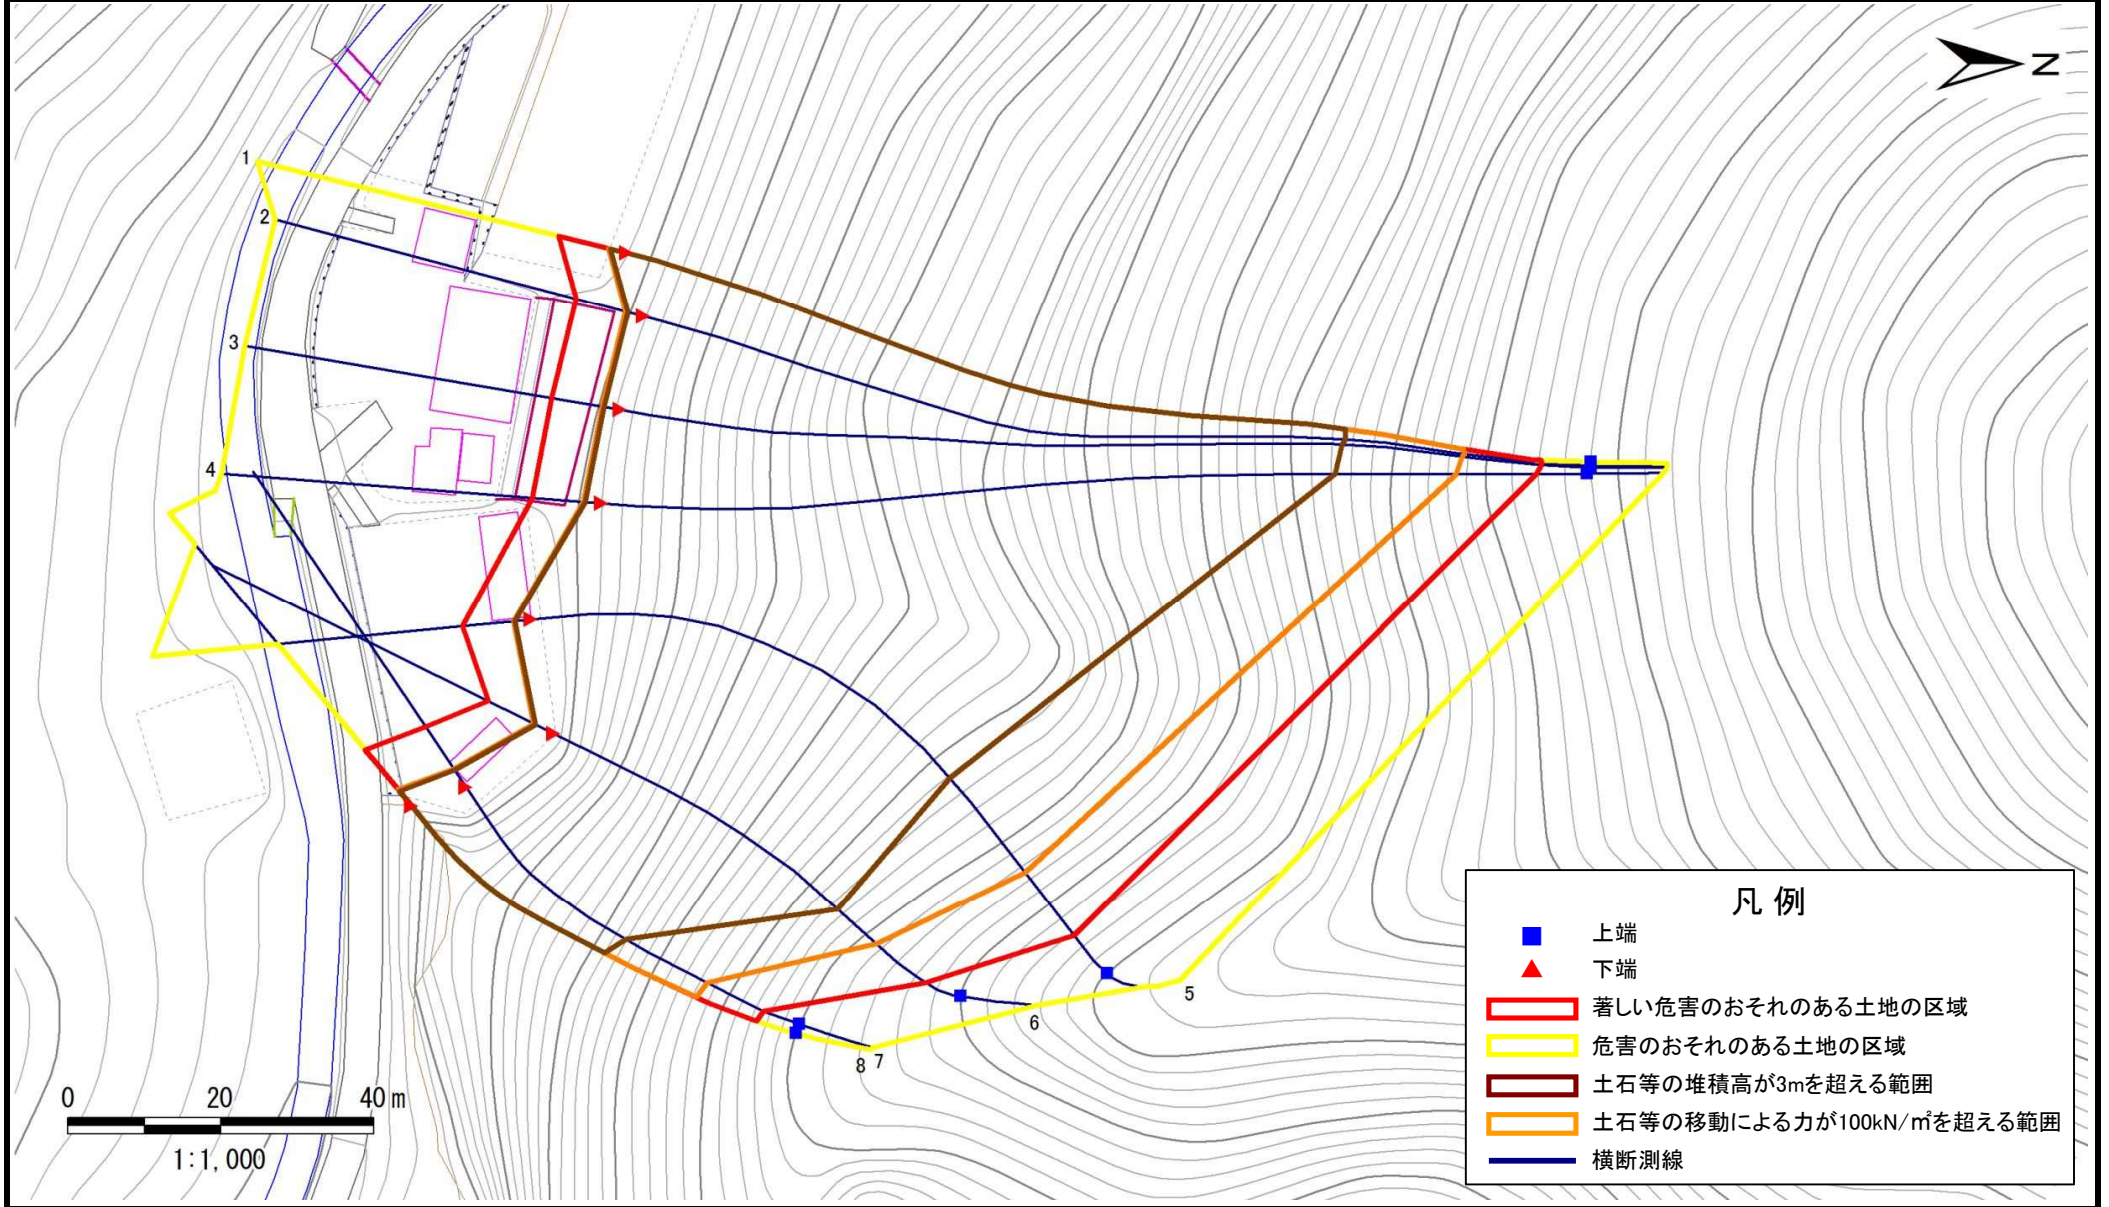 N
1
2
3
4
5
6
7
8
凡例
上端
下端
著しい危害のおそれのある土地の区域
危害のおそれのある土地の区域
土石等の堆積高が3mを超える範囲
土石等の移動による力が100kN/㎡を超える範囲
横断測線
0 20 40 m
1:1,000